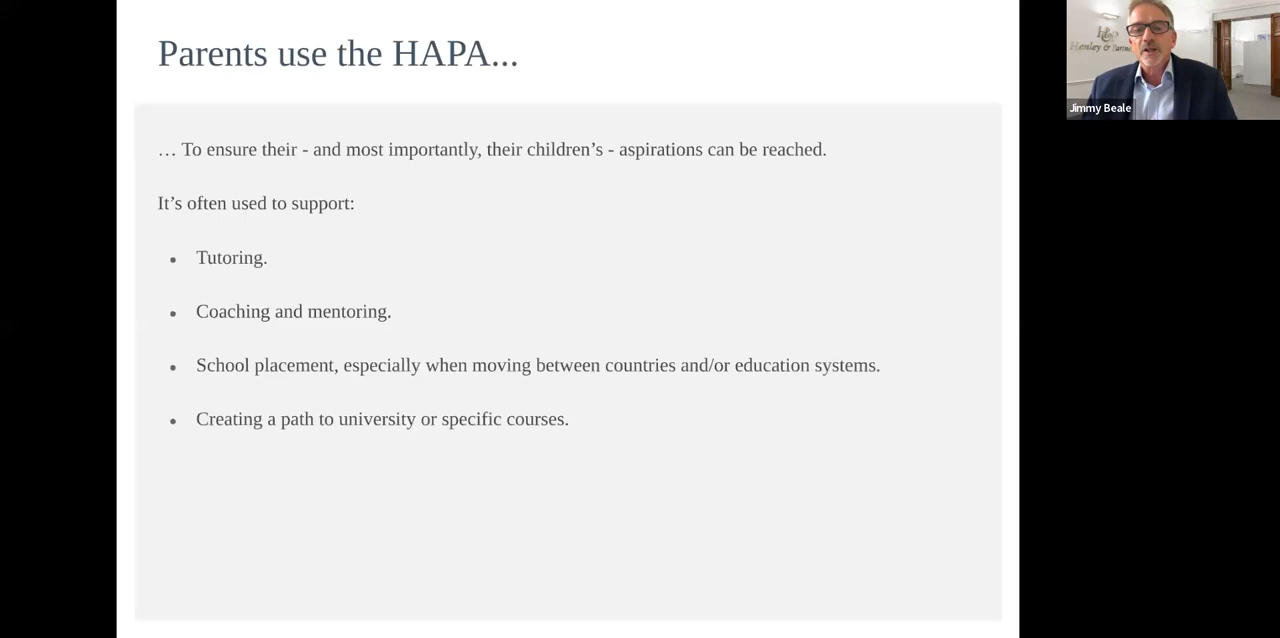 Parents use the HAPA...
… To ensure their - and most importantly, their children’s - aspirations can be reached.
It’s often used to support:
• Tutoring.
• Coaching and mentoring.
• School placement, especially when moving between countries and/or education systems.
• Creating a path to university or specific courses.
Henley & Partne
Jimmy Beale